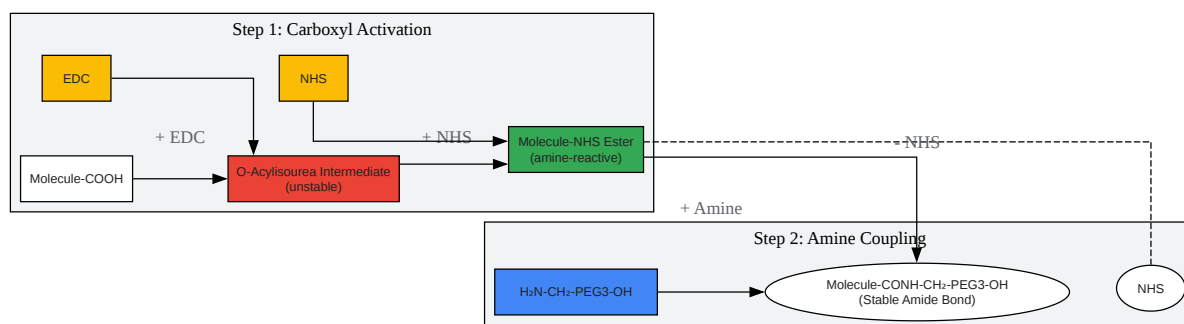 Step 1: Carboxyl Activation
EDC
NHS
+ EDC
+ NHS
- NHS
Molecule-NHS Ester
(amine-reactive)
Molecule-COOH
O-Acylisourea Intermediate
(unstable)
+ Amine
Step 2: Amine Coupling
H₂N-CH₂-PEG3-OH
Molecule-CONH-CH₂-PEG3-OH
(Stable Amide Bond)
NHS